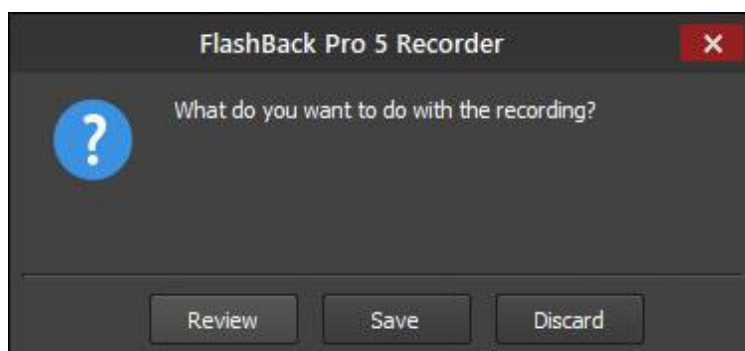 FlashBack Pro 5 Recorder
What do you want to do with the recording?
Review Save Discard